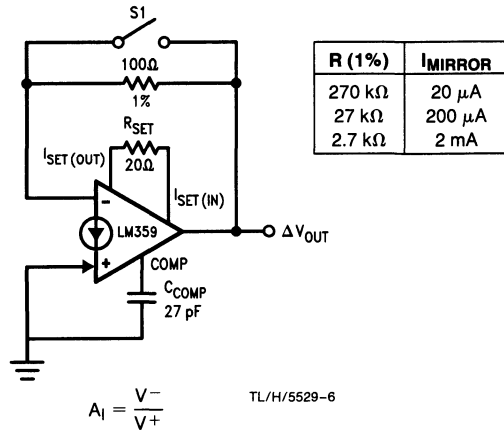 S1
100Ω
1%
R (1%) IMIRROR
270 kΩ 20 μA
27 kΩ 200 μA
2.7 kΩ 2 mA
RSET
20Ω
ISET(OUT)
ISET(IN)
−
LM359
+
ΔVOUT
COMP
CCOMP
27 pF
AI = V−/V+
TL/H/5529-6